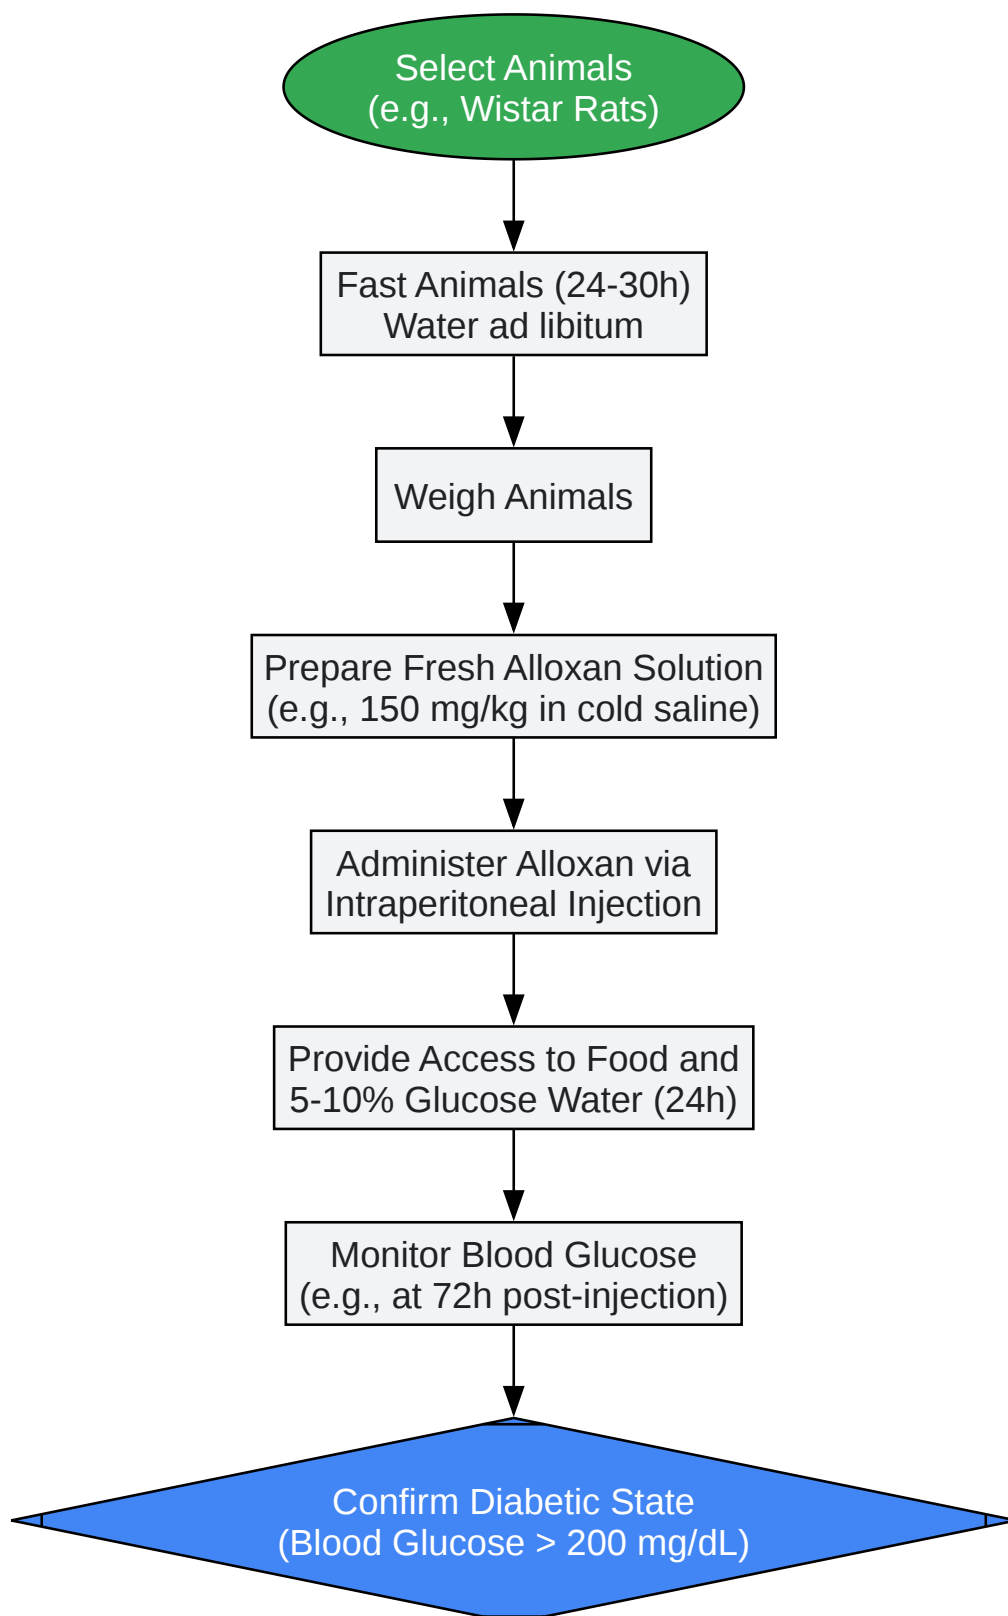 Select Animals
(e.g., Wistar Rats)
Fast Animals (24-30h)
Water ad libitum
Weigh Animals
Prepare Fresh Alloxan Solution
(e.g., 150 mg/kg in cold saline)
Administer Alloxan via
Intraperitoneal Injection
Provide Access to Food and
5-10% Glucose Water (24h)
Monitor Blood Glucose
(e.g., at 72h post-injection)
Confirm Diabetic State
(Blood Glucose > 200 mg/dL)